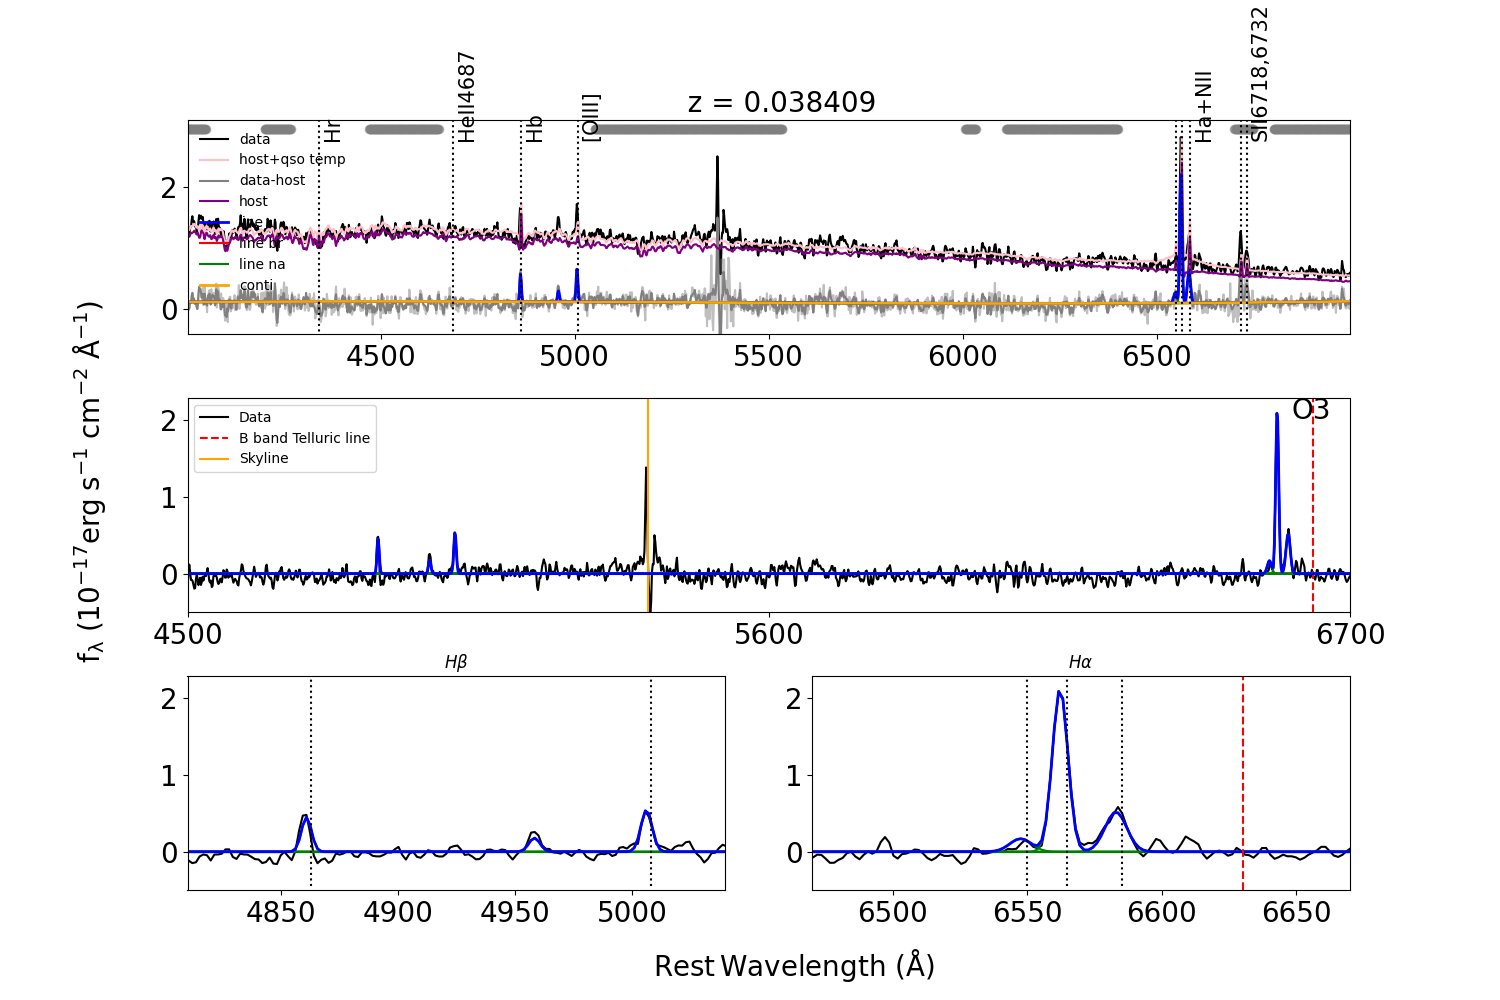 z = 0.038409
Hr
HeII4687
Hb
[OIII]
Ha+NII
SII6718,6732
data
host+qso temp
data-host
host
line
line br
line na
conti
2
0
4500 5000 5500 6000 6500
fλ (10⁻¹⁷erg s⁻¹ cm⁻² Å⁻¹)
Data
B band Telluric line
Skyline
O3
2
1
0
4500 5600 6700
Hβ
2
1
0
4850 4900 4950 5000
Hα
2
1
0
6500 6550 6600 6650
Rest Wavelength (Å)